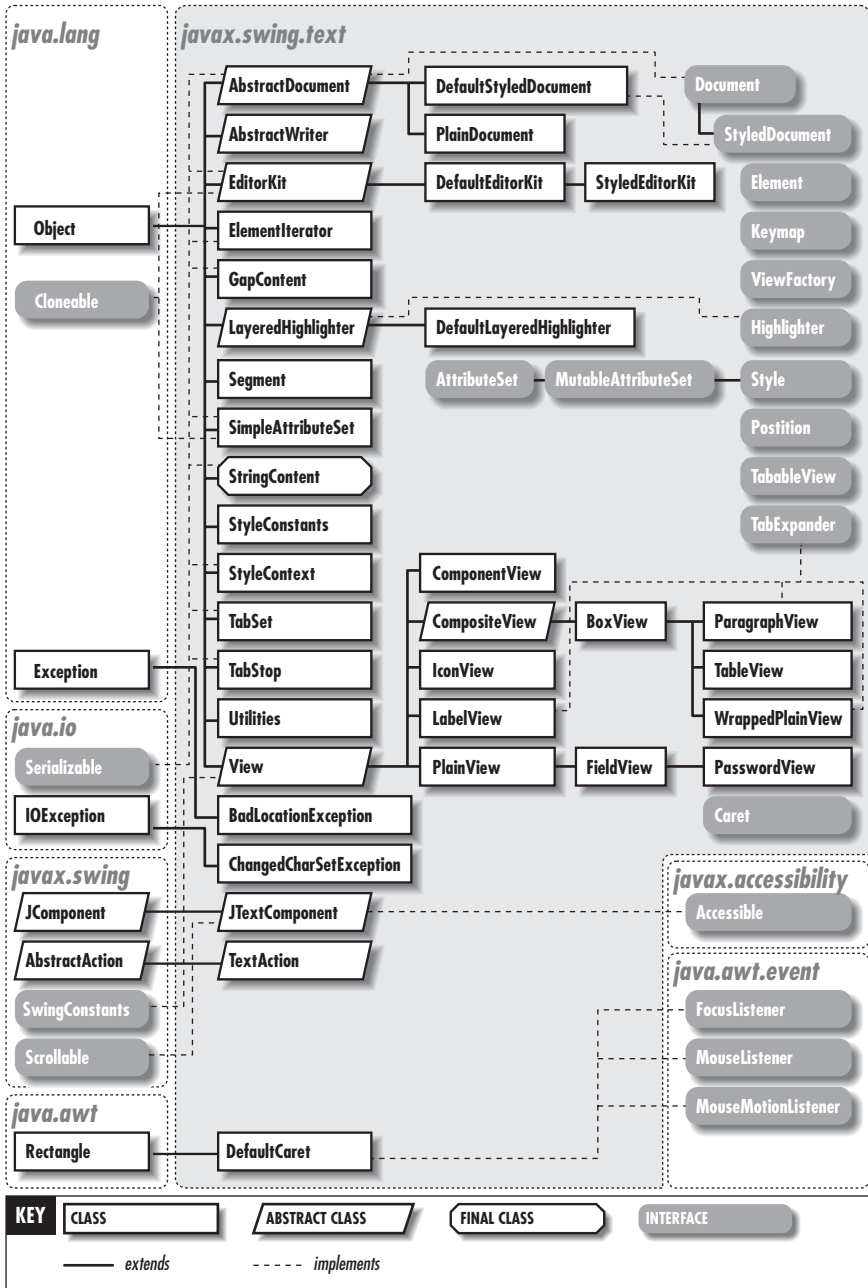 java.lang
javax.swing.text
AbstractDocument
DefaultStyledDocument
Document
AbstractWriter
PlainDocument
StyledDocument
EditorKit
DefaultEditorKit
StyledEditorKit
Element
Object
ElementIterator
Keymap
Cloneable
GapContent
ViewFactory
LayeredHighlighter
DefaultLayeredHighlighter
Highlighter
Segment
AttributeSet
MutableAttributeSet
Style
SimpleAttributeSet
Postition
StringContent
TabableView
StyleConstants
TabExpander
StyleContext
ComponentView
TabSet
CompositeView
BoxView
ParagraphView
Exception
TabStop
IconView
TableView
Utilities
LabelView
WrappedPlainView
java.io
Serializable
View
PlainView
FieldView
PasswordView
IOException
BadLocationException
Caret
ChangedCharSetException
javax.swing
javax.accessibility
JComponent
JTextComponent
Accessible
AbstractAction
TextAction
java.awt.event
SwingConstants
FocusListener
Scrollable
MouseListener
java.awt
MouseMotionListener
Rectangle
DefaultCaret
KEY
CLASS
ABSTRACT CLASS
FINAL CLASS
INTERFACE
extends
implements